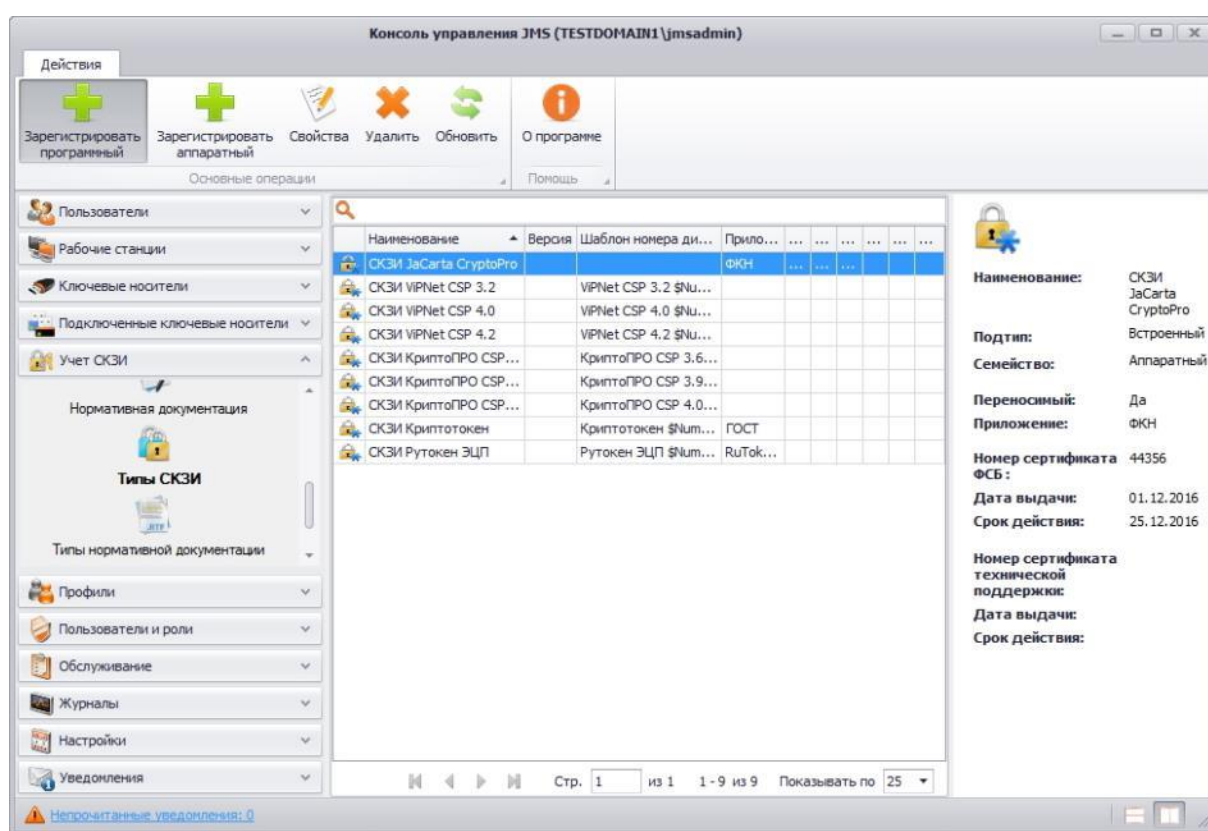 Консоль управления JMS (TESTDOMAIN1\jmsadmin)
Действия
Зарегистрировать программный
Зарегистрировать аппаратный
Свойства
Удалить
Обновить
О программе
Основные операции
Помощь
Пользователи
Рабочие станции
Ключевые носители
Подключенные ключевые носители
Учет СКЗИ
Нормативная документация
Типы СКЗИ
Типы нормативной документации
Профили
Пользователи и роли
Обслуживание
Журналы
Настройки
Уведомления
Наименование Версия Шаблон номера ди... Прило... ... ... ... ... ... ...
СКЗИ JaCarta CryptoPro ФКН ... ... ...
СКЗИ ViPNet CSP 3.2 ViPNet CSP 3.2 $Nu...
СКЗИ ViPNet CSP 4.0 ViPNet CSP 4.0 $Nu...
СКЗИ ViPNet CSP 4.2 ViPNet CSP 4.2 $Nu...
СКЗИ КриптоПРО CSP... КриптоПРО CSP 3.6...
СКЗИ КриптоПРО CSP... КриптоПРО CSP 3.9...
СКЗИ КриптоПРО CSP... КриптоПРО CSP 4.0...
СКЗИ Криптотокен Криптотокен $Num... ГОСТ
СКЗИ Рутокен ЭЦП Рутокен ЭЦП $Num... RuTok...
Стр. 1 из 1 1 - 9 из 9 Показывать по 25
Наименование: СКЗИ
JaCarta
CryptoPro
Подтип: Встроенный
Семейство: Аппаратный
Переносимый: Да
Приложение: ФКН
Номер сертификата 44356
ФСБ :
Дата выдачи: 01.12.2016
Срок действия: 25.12.2016
Номер сертификата
технической
поддержки:
Дата выдачи:
Срок действия:
Непрочитанные уведомления: 0